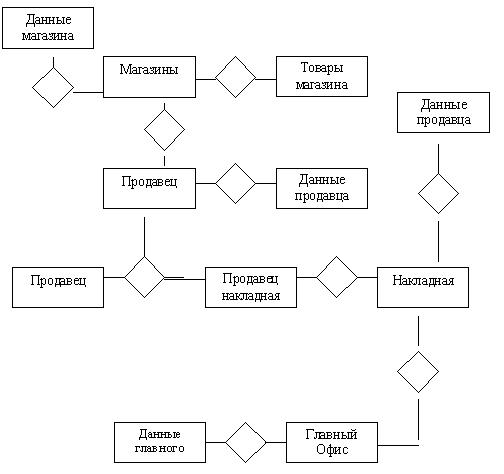 Данные
магазина
Магазины
Товары
магазина
Данные
продавца
Продавец
Данные
продавца
Продавец
Продавец
накладная
Накладная
Данные
главного
Главный
Офис